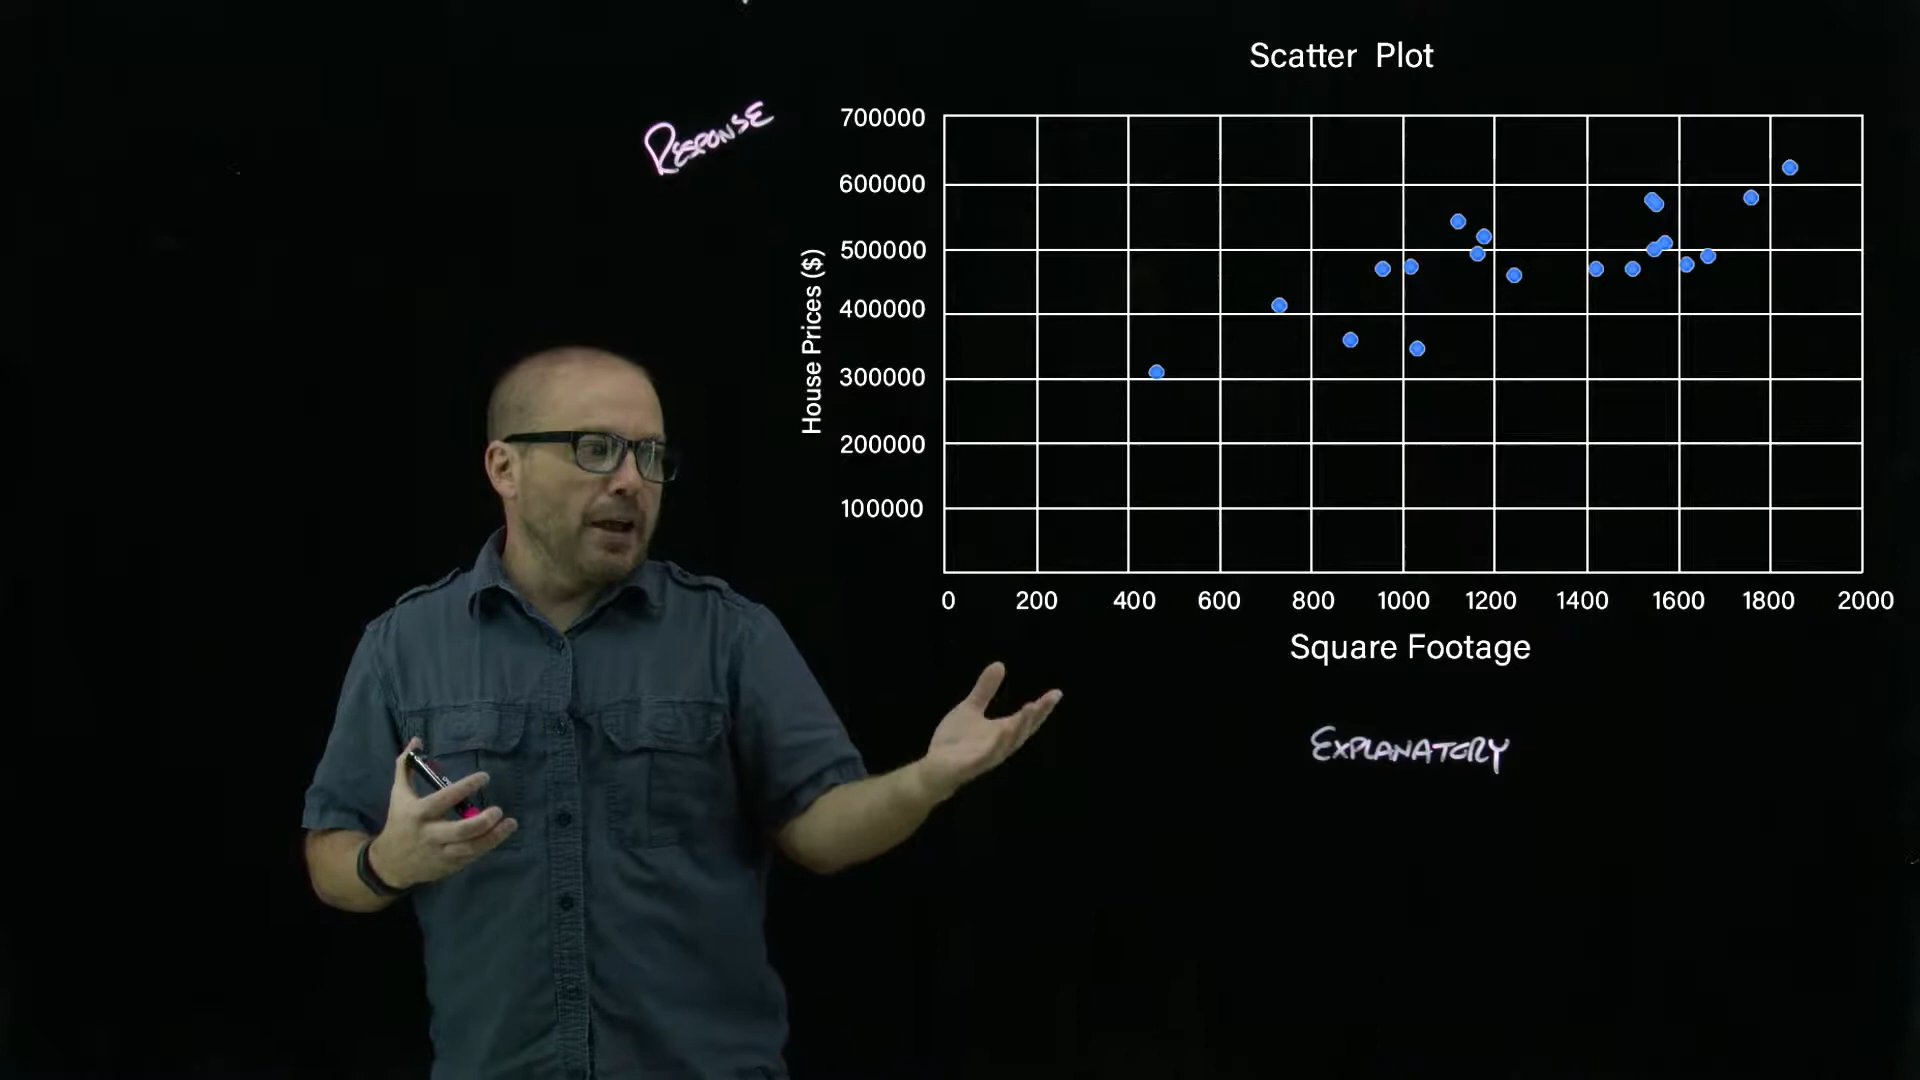 Scatter Plot
RESPONSE
House Prices ($)
700000
600000
500000
400000
300000
200000
100000
0 200 400 600 800 1000 1200 1400 1600 1800 2000
Square Footage
EXPLANATORY